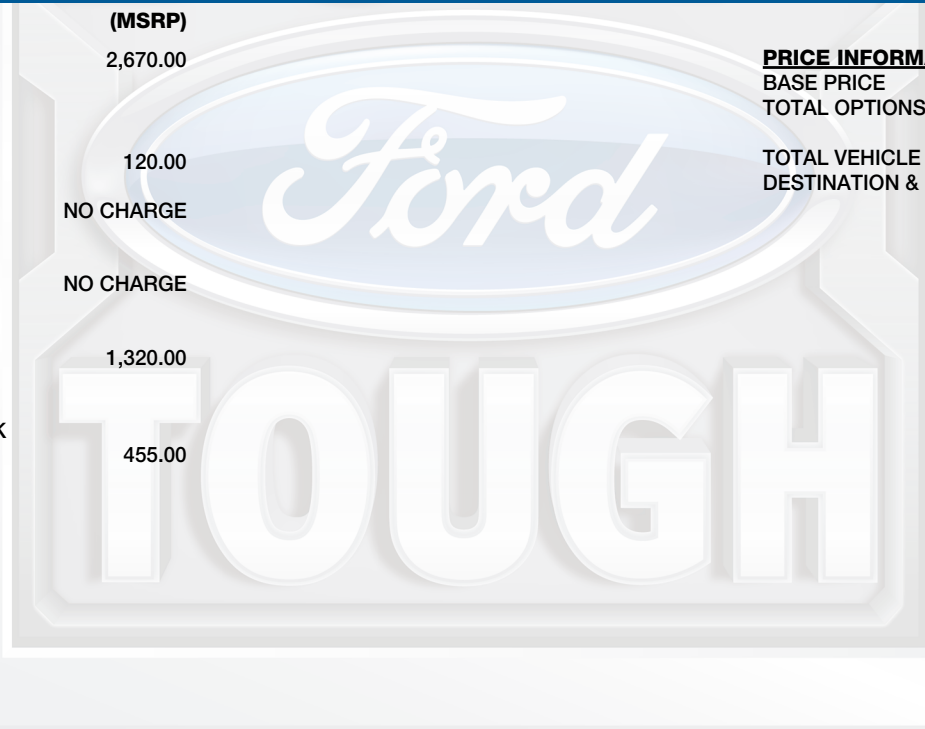 (MSRP)
2,670.00
120.00
NO CHARGE
NO CHARGE
1,320.00
K
455.00
PRICE INFORMA
BASE PRICE
TOTAL OPTIONS
TOTAL VEHICLE
DESTINATION &
Ford
TOUGH